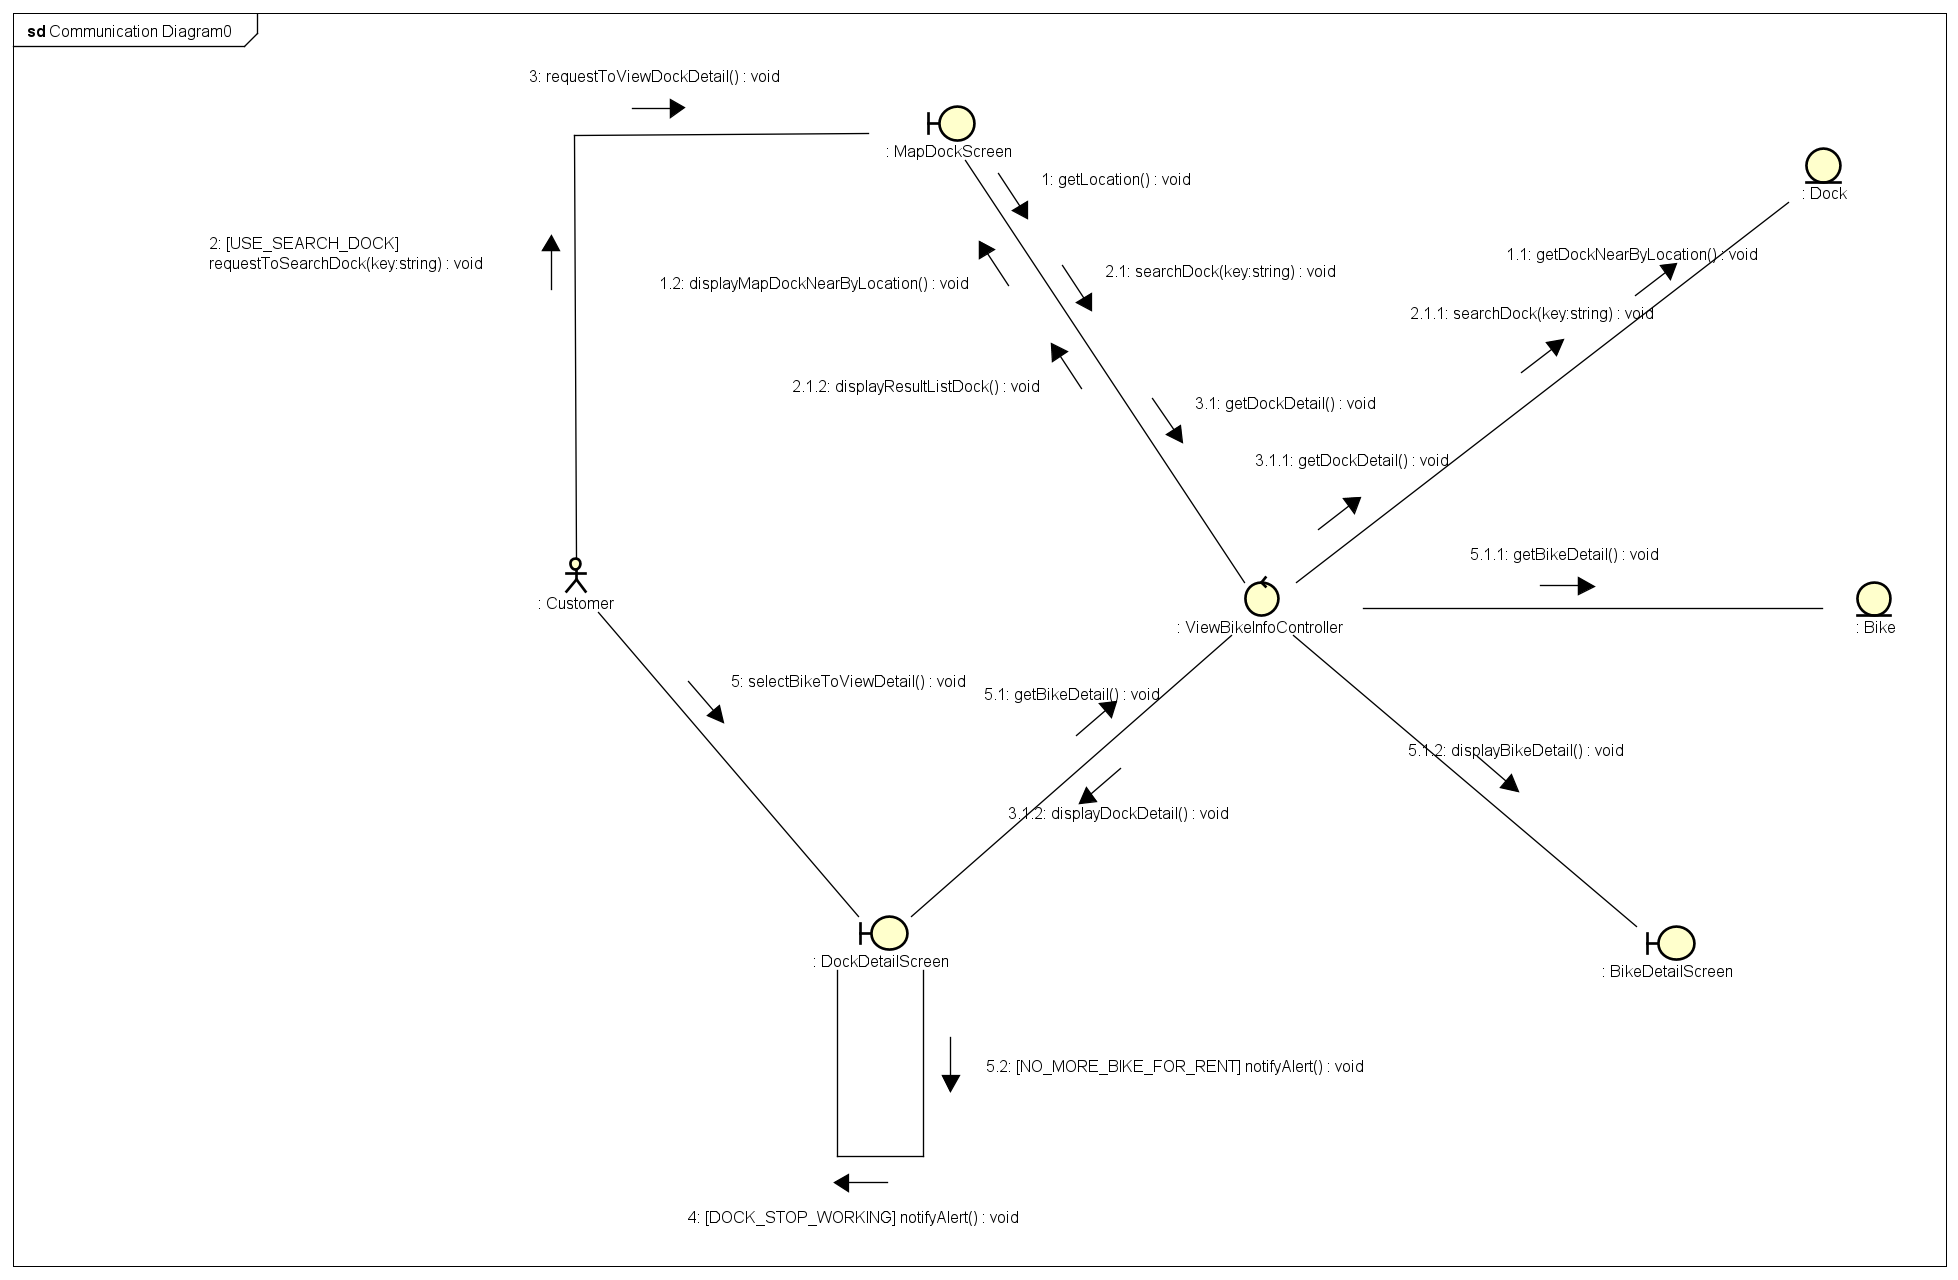 sd Communication Diagram0
3: requestToViewDockDetail() : void
: MapDockScreen
1: getLocation() : void
: Dock
2: [USE_SEARCH_DOCK]
requestToSearchDock(key:string) : void
1.1: getDockNearByLocation() : void
2.1: searchDock(key:string) : void
1.2: displayMapDockNearByLocation() : void
2.1.1: searchDock(key:string) : void
2.1.2: displayResultListDock() : void
3.1: getDockDetail() : void
3.1.1: getDockDetail() : void
5.1.1: getBikeDetail() : void
: Customer
: ViewBikeInfoController
: Bike
5: selectBikeToViewDetail() : void
5.1: getBikeDetail() : void
5.1.2: displayBikeDetail() : void
3.1.2: displayDockDetail() : void
: DockDetailScreen
: BikeDetailScreen
5.2: [NO_MORE_BIKE_FOR_RENT] notifyAlert() : void
4: [DOCK_STOP_WORKING] notifyAlert() : void